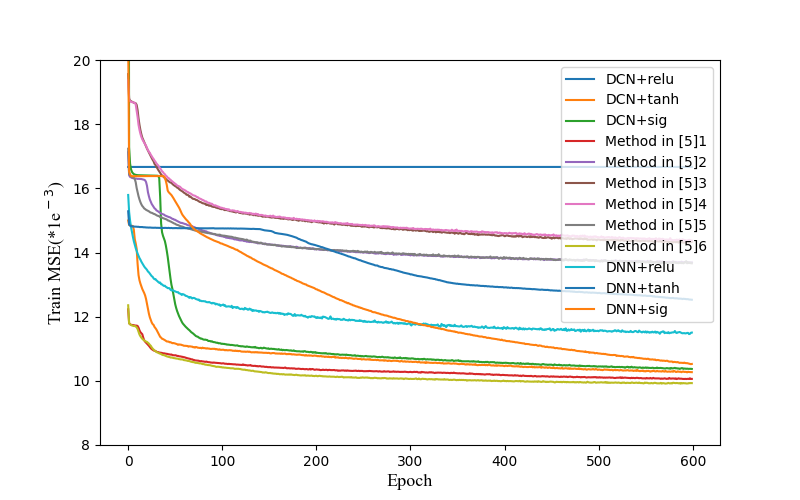 20
18
16
14
12
10
8
Train MSE(*1e⁻³)
0
100
200
300
400
500
600
Epoch
DCN+relu
DCN+tanh
DCN+sig
Method in [5]1
Method in [5]2
Method in [5]3
Method in [5]4
Method in [5]5
Method in [5]6
DNN+relu
DNN+tanh
DNN+sig